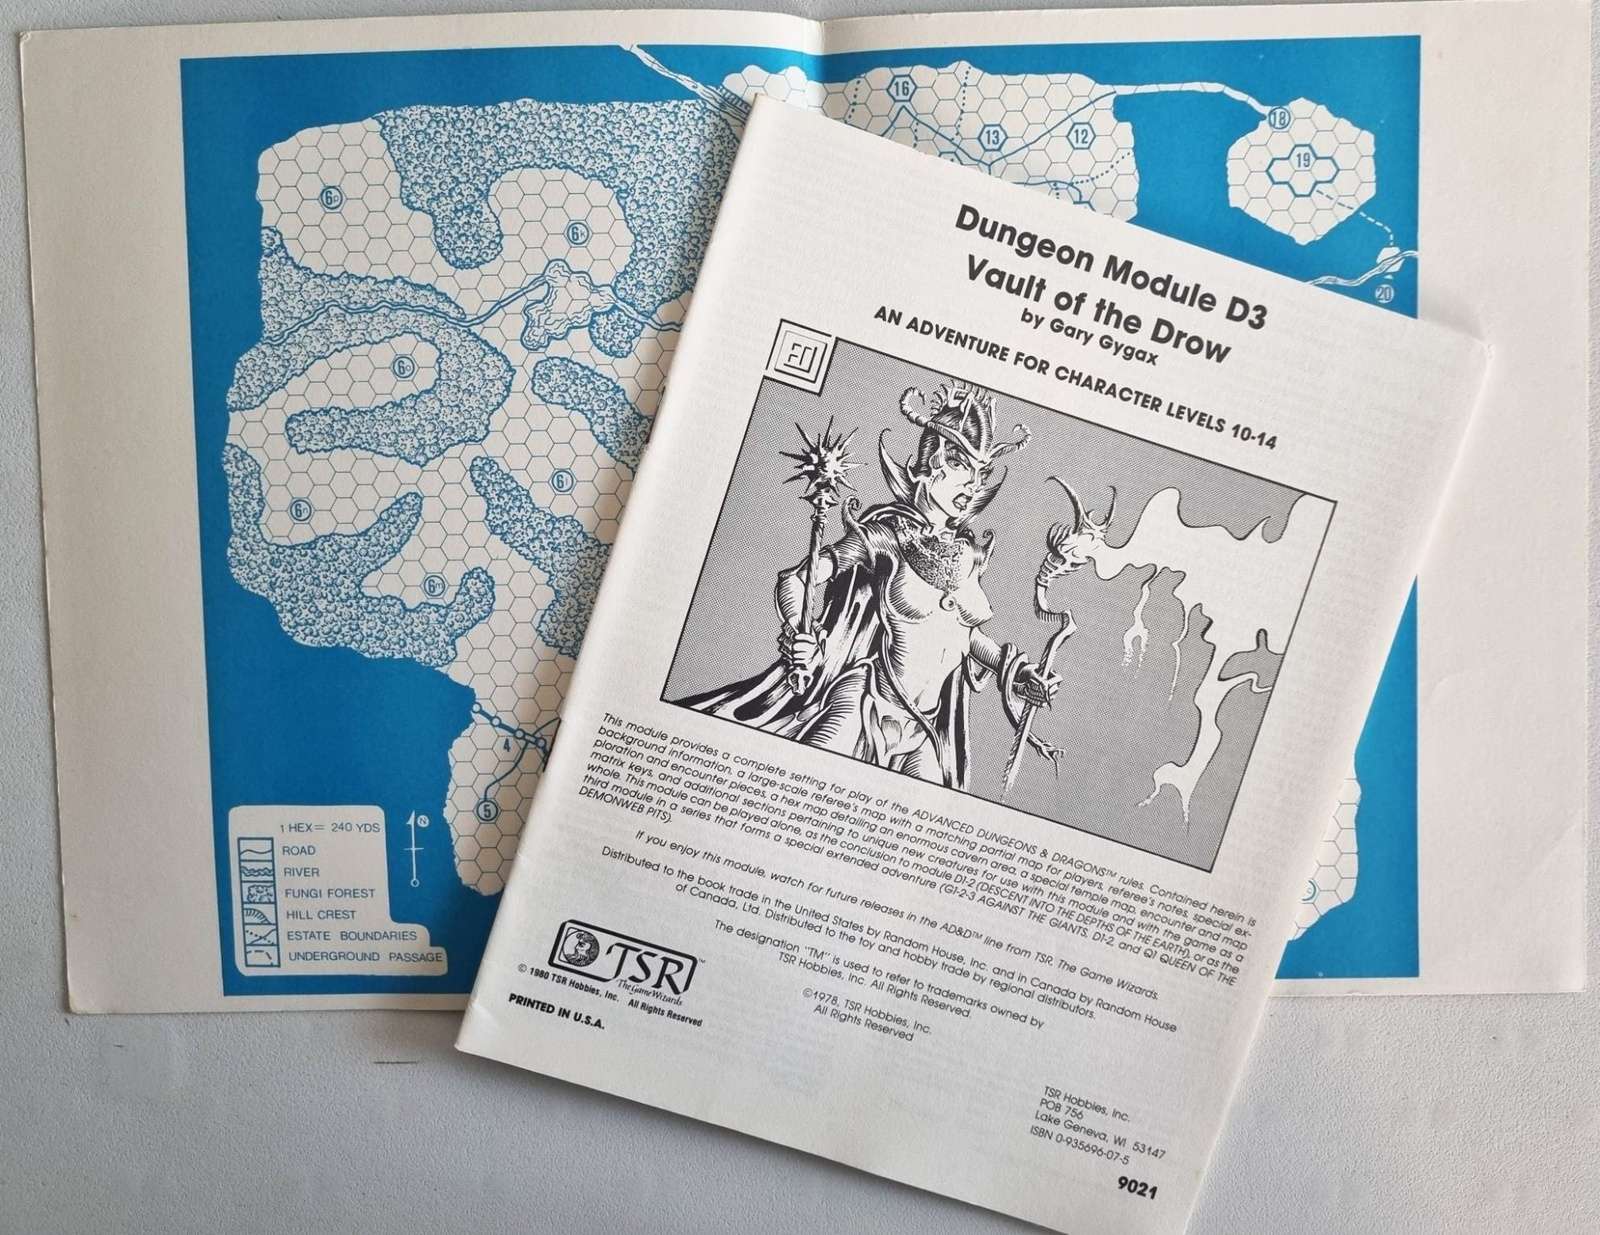 16
13
12
18
19
20
6
6
6
6
6
6
4
5
N
1 HEX = 240 YDS
ROAD
RIVER
FUNGI FOREST
HILL CREST
ESTATE BOUNDARIES
UNDERGROUND PASSAGE
Dungeon Module D3
Vault of the Drow
by Gary Gygax
AN ADVENTURE FOR CHARACTER LEVELS 10-14
This module provides a complete setting for play of the ADVANCED DUNGEONS & DRAGONS™ rules. Contained herein is
background information, a large-scale referee's map with a matching partial map for players, referee's notes, special ex-
ploration and encounter pieces, a hex map detailing an enormous cavern area, a special temple map, encounter and map
matrix keys, and additional sections pertaining to unique new creatures for use with this module and with the game as a
whole. This module can be played alone, as the conclusion to module D1-2 (DESCENT INTO THE DEPTHS OF THE EARTH), or as the
third module in a series that forms a special extended adventure (G1-2-3 AGAINST THE GIANTS, D1-2, and Q1 QUEEN OF THE
DEMONWEB PITS).
If you enjoy this module, watch for future releases in the AD&D™ line from TSR, The Game Wizards.
Distributed to the book trade in the United States by Random House, Inc. and in Canada by Random House
of Canada, Ltd. Distributed to the toy and hobby trade by regional distributors.
The designation "TM" is used to refer to trademarks owned by
TSR Hobbies, Inc. All Rights Reserved.
©1978, TSR Hobbies, Inc.
All Rights Reserved
TSR™
The Game Wizards
© 1980 TSR Hobbies, Inc. All Rights Reserved
PRINTED IN U.S.A.
TSR Hobbies, Inc.
POB 756
Lake Geneva, WI 53147
ISBN 0-935696-07-5
9021